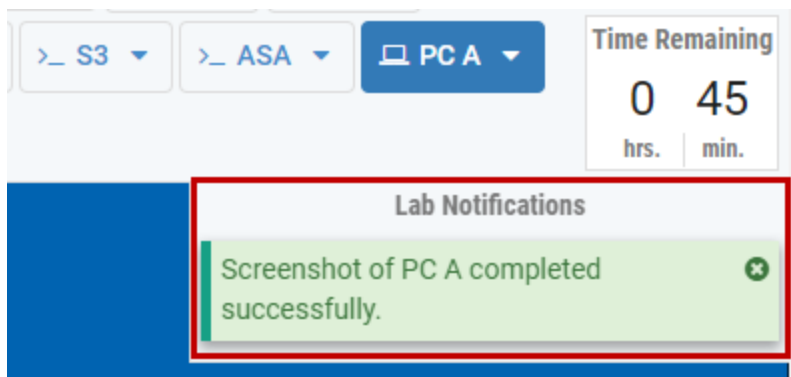 >_ S3
>_ ASA
PC A
Time Remaining
0 45
hrs. min.
Lab Notifications
Screenshot of PC A completed
successfully.